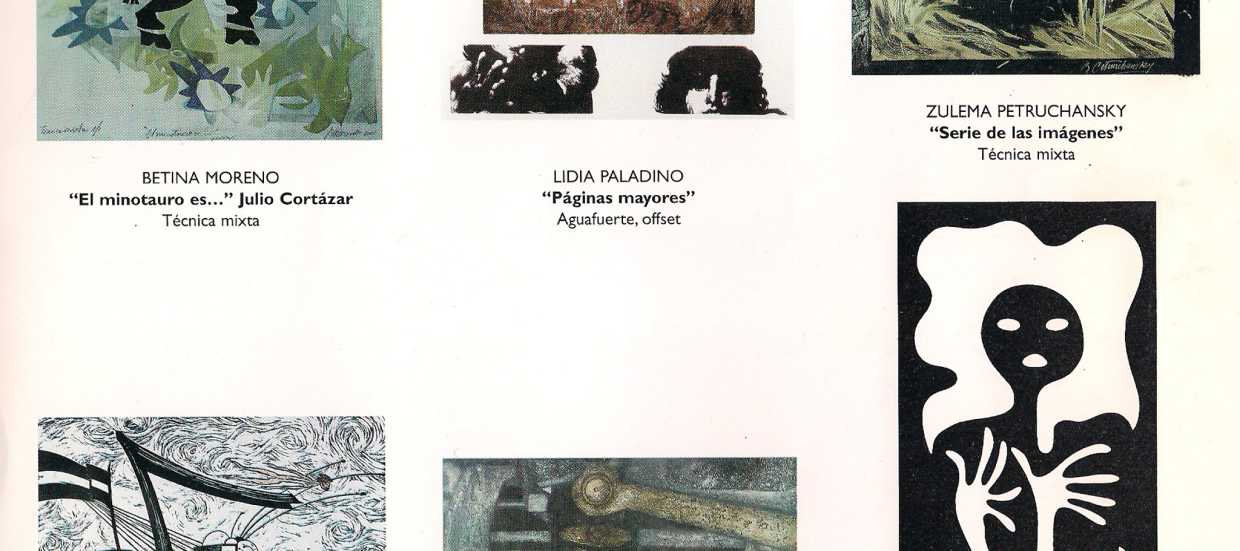 BETINA MORENO
“El minotauro es...” Julio Cortázar
Técnica mixta
LIDIA PALADINO
“Páginas mayores”
Aguafuerte, offset
ZULEMA PETRUCHANSKY
“Serie de las imágenes”
Técnica mixta